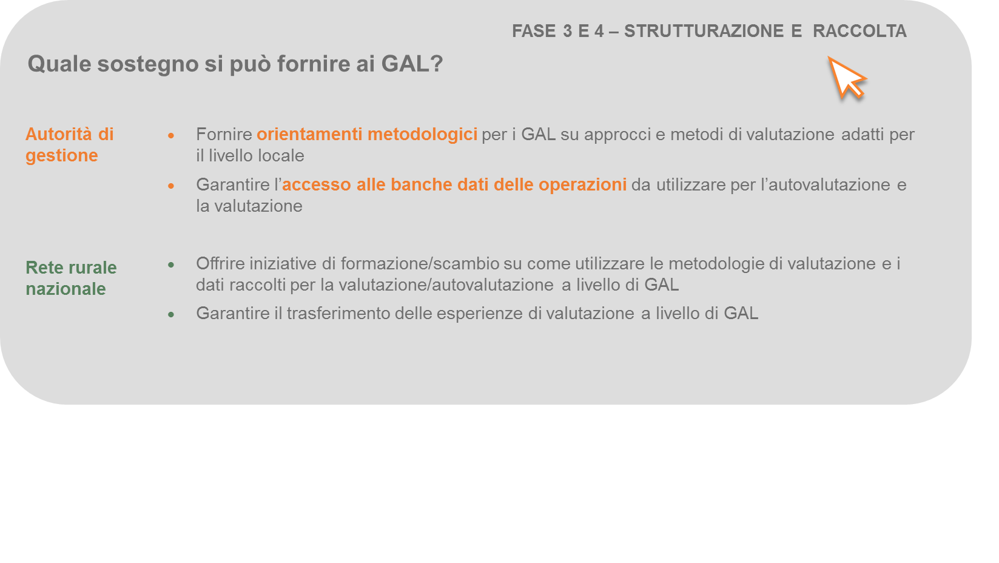 FASE 3 E 4 – STRUTTURAZIONE E RACCOLTA
Quale sostegno si può fornire ai GAL?
Autorità di
gestione
• Fornire orientamenti metodologici per i GAL su approcci e metodi di valutazione adatti per
il livello locale
• Garantire l’accesso alle banche dati delle operazioni da utilizzare per l’autovalutazione e
la valutazione
Rete rurale
nazionale
• Offrire iniziative di formazione/scambio su come utilizzare le metodologie di valutazione e i
dati raccolti per la valutazione/autovalutazione a livello di GAL
• Garantire il trasferimento delle esperienze di valutazione a livello di GAL